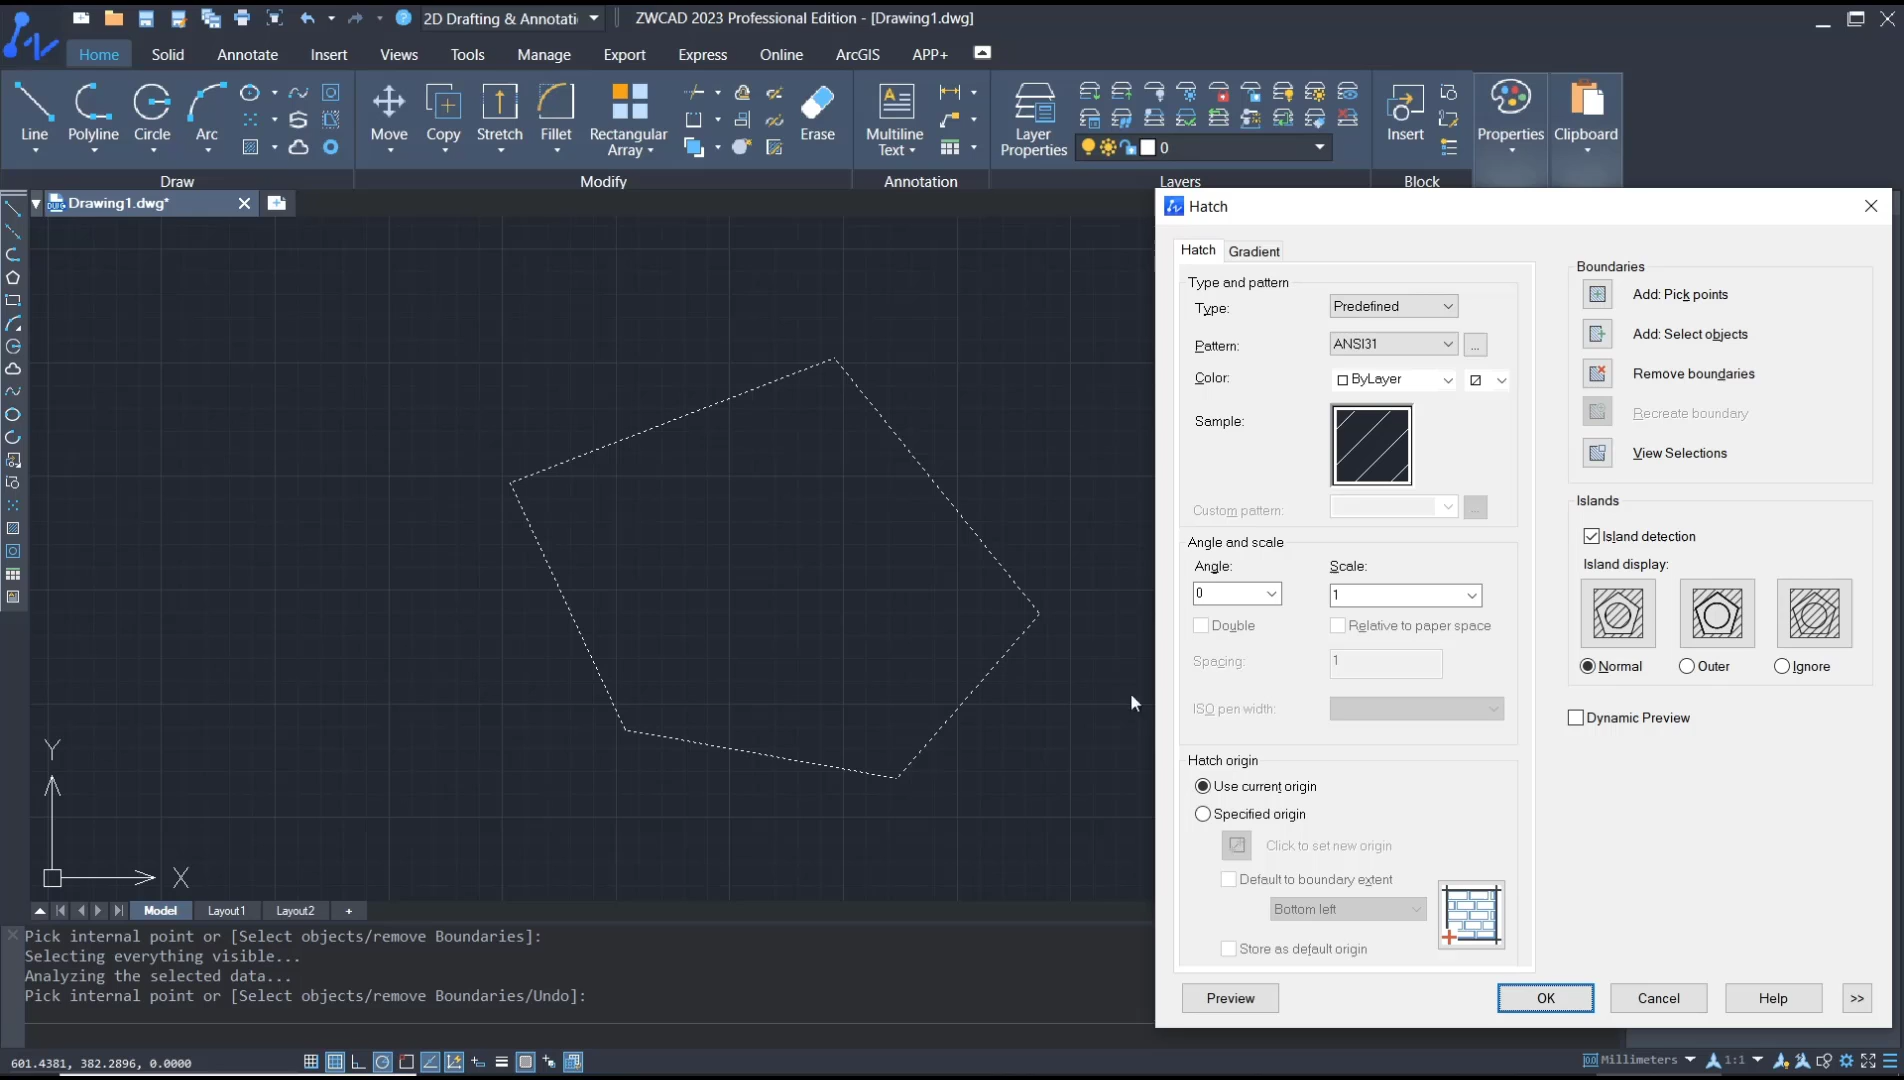 2D Drafting & Annotati
ZWCAD 2023 Professional Edition - [Drawing1.dwg]
Home Solid Annotate Insert Views Tools Manage Export Express Online ArcGIS APP+
Line Polyline Circle Arc
Move Copy Stretch Fillet Rectangular Array Erase
Multiline Text
Layer Properties
0
Insert
Properties
Clipboard
Draw Modify Annotation Layers Block
Drawing1.dwg*
Hatch
Hatch Gradient
Type and pattern
Type: Predefined
Pattern: ANSI31 ...
Color: ByLayer
Sample:
Custom pattern: ...
Angle and scale
Angle: Scale:
0 1
Double Relative to paper space
Spacing: 1
ISO pen width:
Hatch origin
Use current origin
Specified origin
Click to set new origin
Default to boundary extent
Bottom left
Store as default origin
Boundaries
Add: Pick points
Add: Select objects
Remove boundaries
Recreate boundary
View Selections
Islands
Island detection
Island display:
Normal Outer Ignore
Dynamic Preview
Preview OK Cancel Help >>
Y
X
Model Layout1 Layout2 +
Pick internal point or [Select objects/remove Boundaries]:
Selecting everything visible...
Analyzing the selected data...
Pick internal point or [Select objects/remove Boundaries/Undo]:
601.4381, 382.2896, 0.0000
Millimeters 1:1